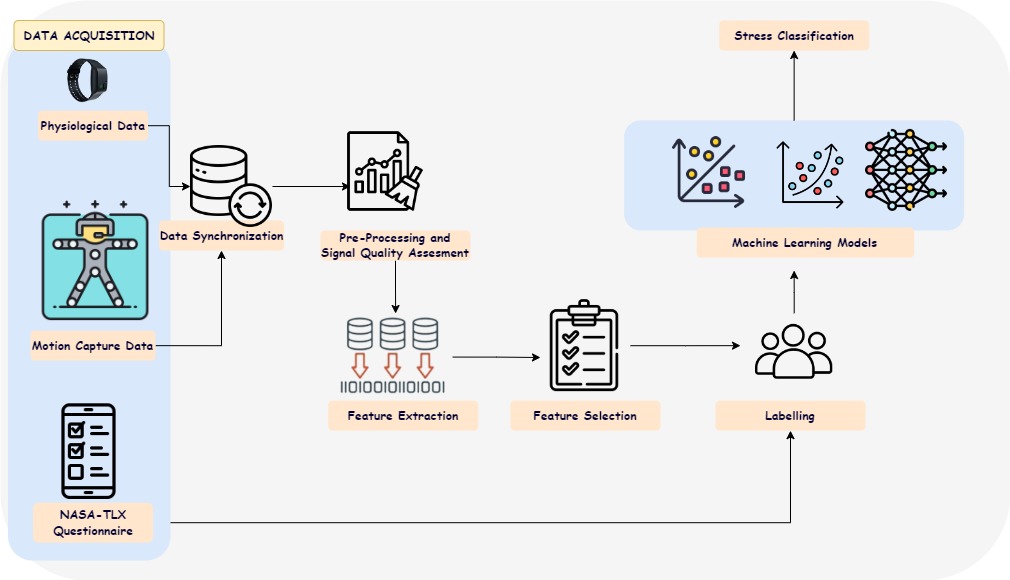 DATA ACQUISITION
Physiological Data
Data Synchronization
Motion Capture Data
NASA-TLX
Questionnaire
Pre-Processing and
Signal Quality Assesment
110100101101001
Feature Extraction
Feature Selection
Labelling
Machine Learning Models
Stress Classification